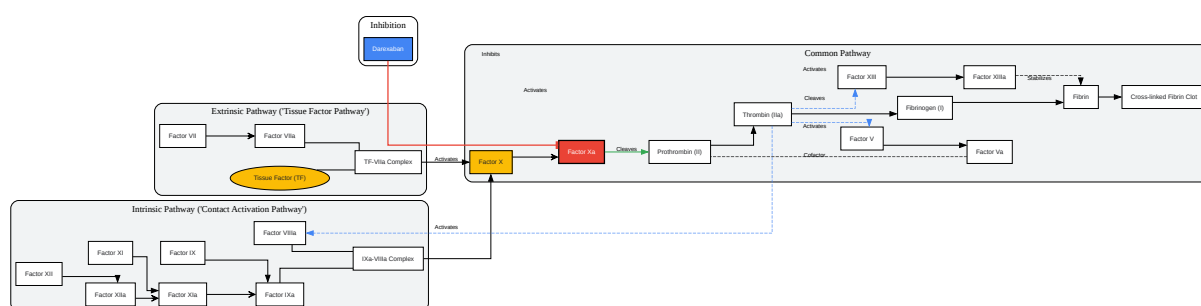 Inhibition
Darexaban
Inhibits
Common Pathway
Activates
Factor XIII
Factor XIIIa
Stabilizes
Activates
Cleaves
Fibrin
Cross-linked Fibrin Clot
Extrinsic Pathway ('Tissue Factor Pathway')
Thrombin (IIa)
Fibrinogen (I)
Activates
Factor VII
Factor VIIa
Factor V
TF-VIIa Complex
Activates
Factor X
Factor Xa
Cleaves
Prothrombin (II)
Cofactor
Factor Va
Tissue Factor (TF)
Intrinsic Pathway ('Contact Activation Pathway')
Factor VIIIa
Activates
Factor XI
Factor IX
IXa-VIIIa Complex
Factor XII
Factor XIIa
Factor XIa
Factor IXa